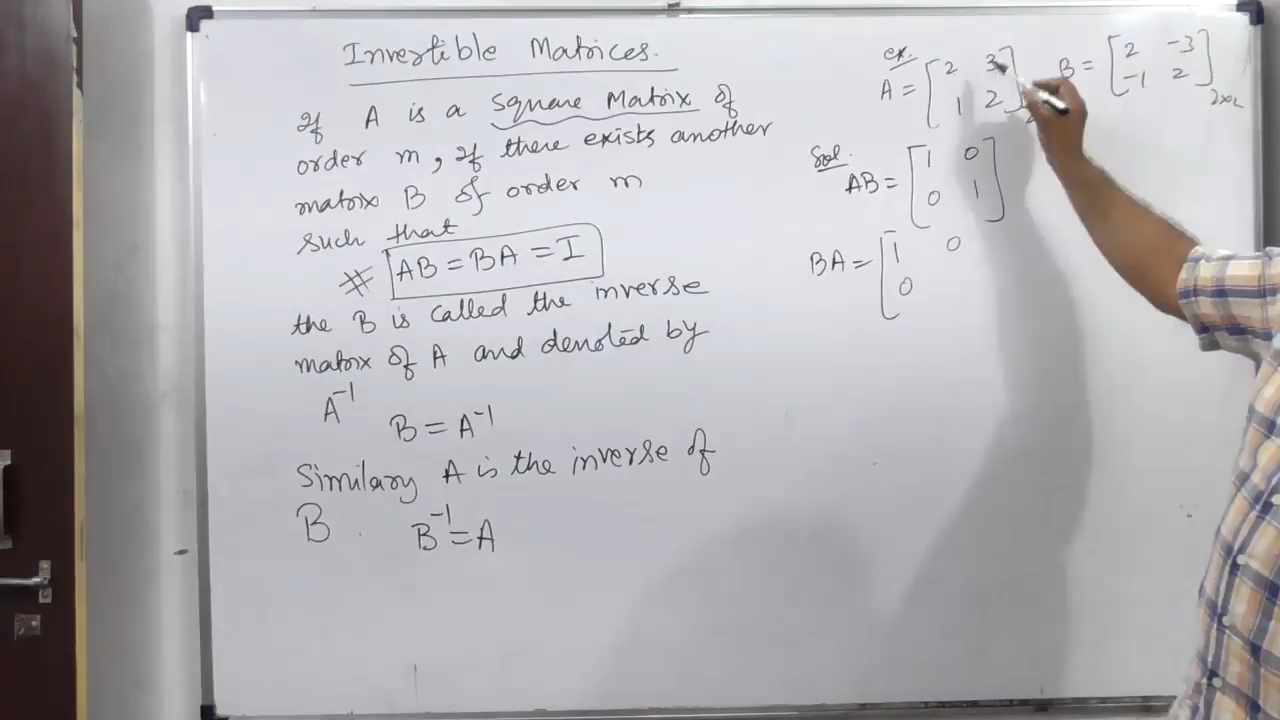 Invertible Matrices.
If A is a square Matrix of
order m, if there exists another
matrix B of order m
such that
# AB = BA = I
the B is called the inverse
matrix of A and denoted by
A⁻¹
B = A⁻¹
Similary A is the inverse of
B. B⁻¹ = A
ex.
A = [2 3
1 2]
B = [2 -3
-1 2] 2x2
Sol.
AB = [1 0
0 1]
BA = [1 0
0